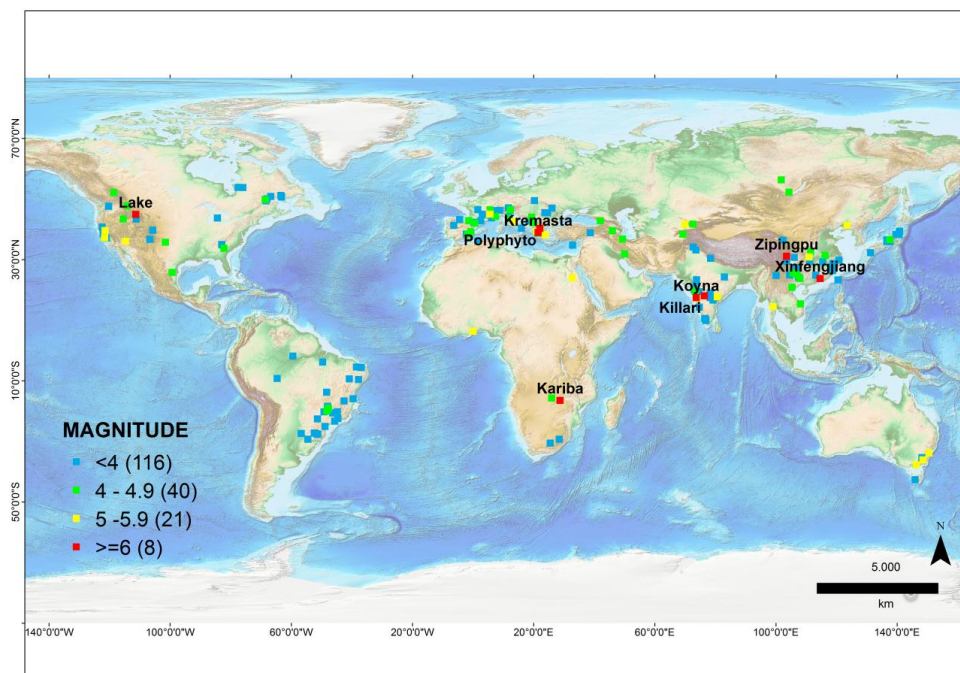 70°0'0"N
30°0'0"N
10°0'0"S
50°0'0"S
Lake
Kremasta
Polyphyto
Zipingpu
Xinfengjiang
Koyna
Killari
Kariba
MAGNITUDE
<4 (116)
4 - 4.9 (40)
5 -5.9 (21)
>=6 (8)
N
5.000
km
140°0'0"W
100°0'0"W
60°0'0"W
20°0'0"W
20°0'0"E
60°0'0"E
100°0'0"E
140°0'0"E